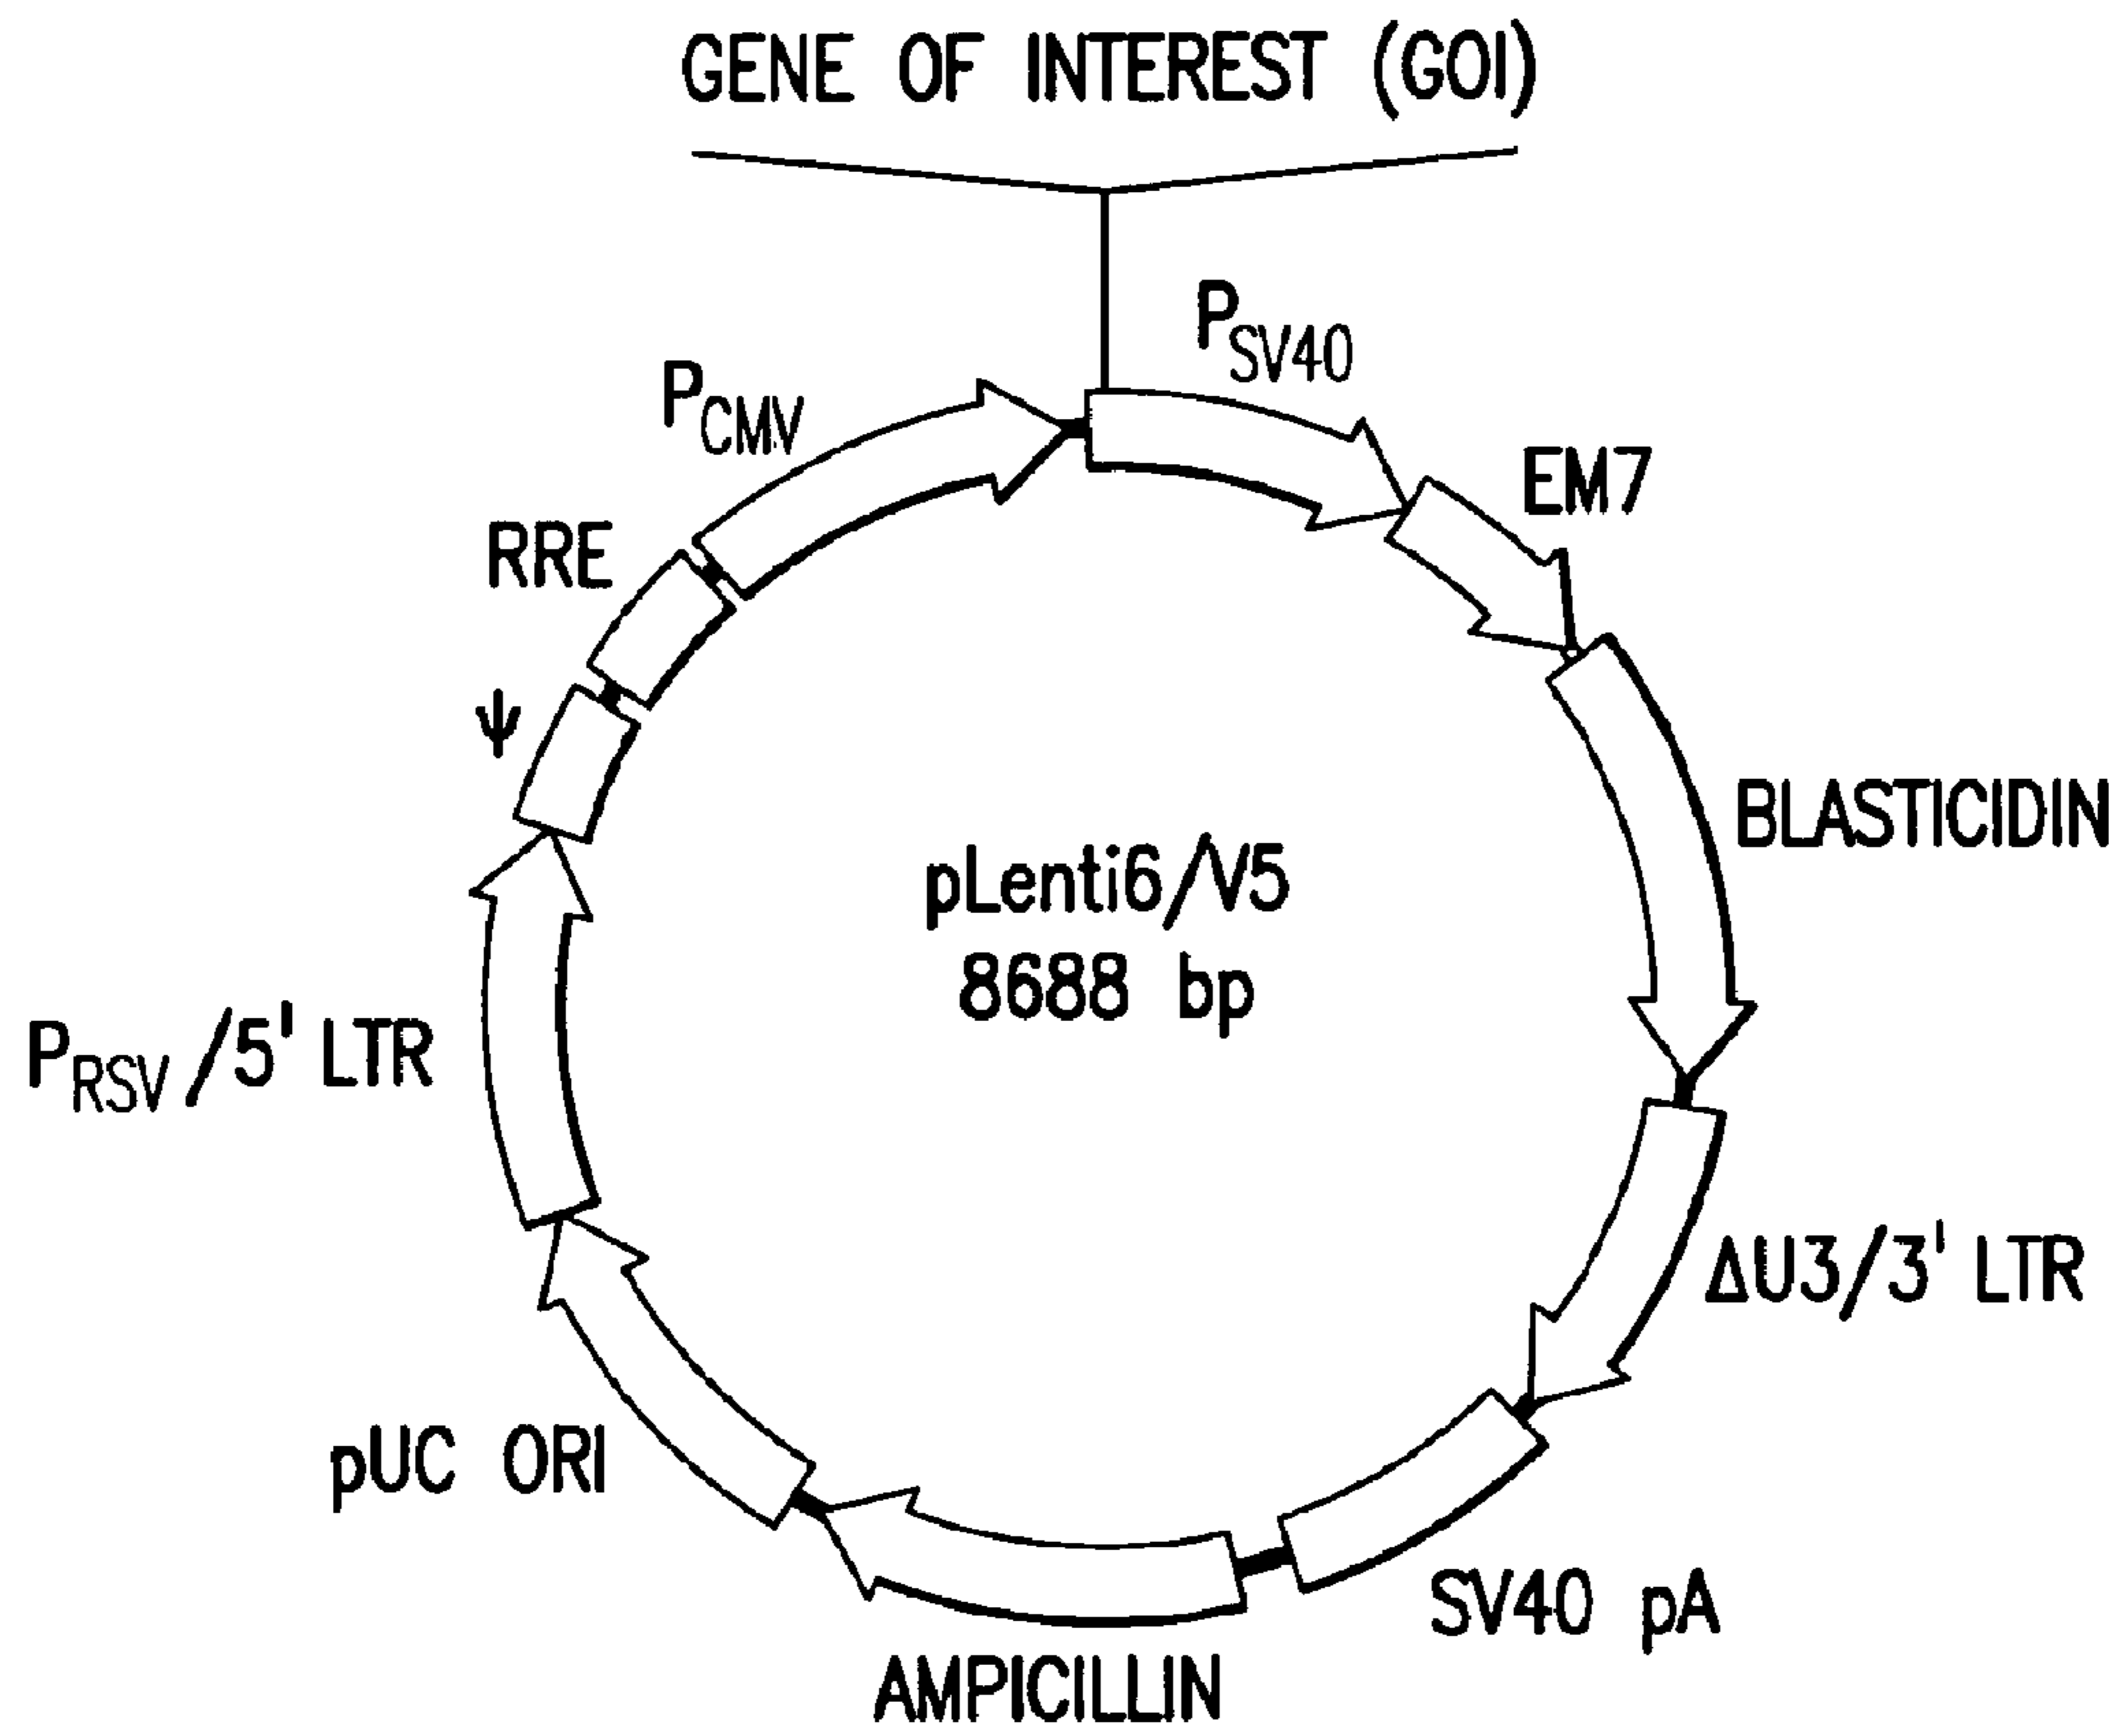 GENE OF INTEREST (GOI)
PSV40
PCMV
EM7
RRE
ψ
BLASTICIDIN
pLenti6/V5
8688 bp
PRSV/5' LTR
ΔU3/3' LTR
pUC ORI
SV40 pA
AMPICILLIN